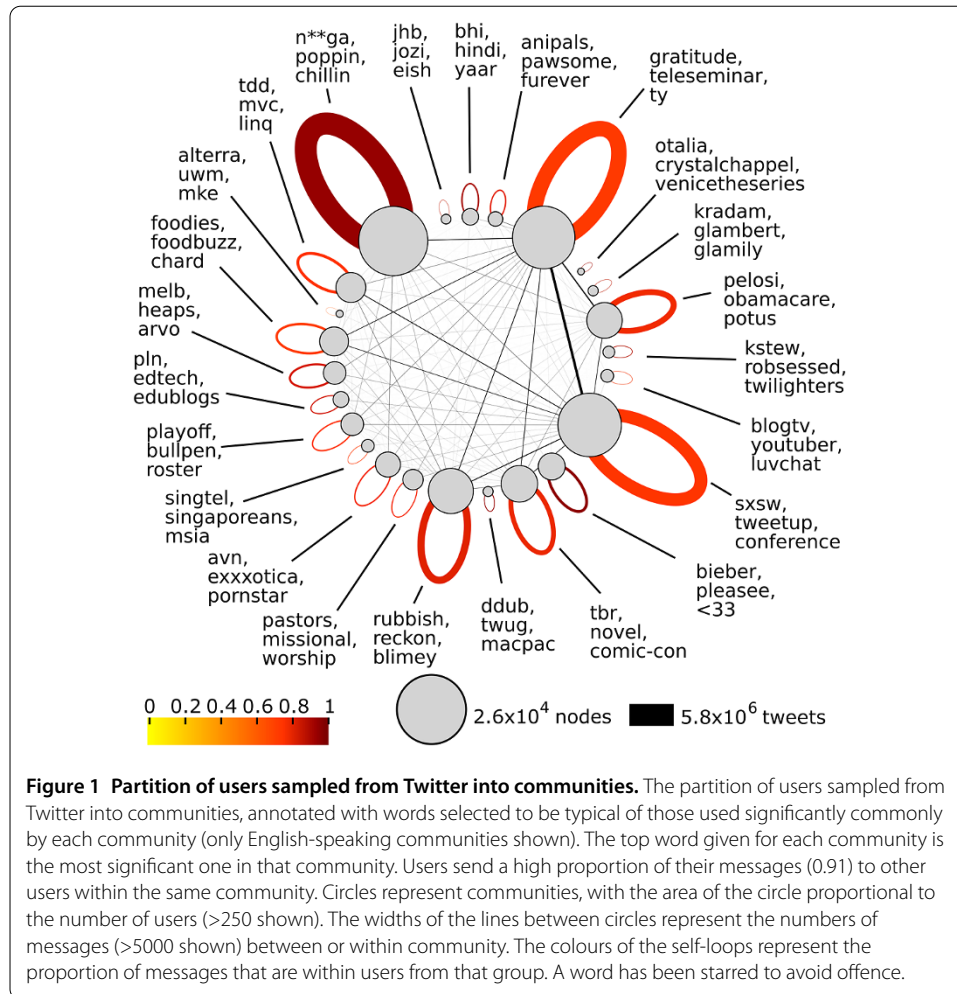 n**ga,
poppin,
chillin
jhb,
jozi,
eish
bhi,
hindi,
yaar
anipals,
pawsome,
furever
gratitude,
teleseminar,
ty
tdd,
mvc,
linq
otalia,
crystalchappel,
venicetheseries
alterra,
uwm,
mke
kradam,
glambert,
glamily
foodies,
foodbuzz,
chard
pelosi,
obamacare,
potus
melb,
heaps,
arvo
kstew,
robsessed,
twilighters
pln,
edtech,
edublogs
blogtv,
youtuber,
luvchat
playoff,
bullpen,
roster
sxsw,
tweetup,
conference
singtel,
singaporeans,
msia
bieber,
pleasee,
<33
avn,
exxxotica,
pornstar
pastors,
missional,
worship
rubbish,
reckon,
blimey
ddub,
twug,
macpac
tbr,
novel,
comic-con
0 0.2 0.4 0.6 0.8 1
2.6x10⁴ nodes
5.8x10⁶ tweets
Figure 1 Partition of users sampled from Twitter into communities. The partition of users sampled from
Twitter into communities, annotated with words selected to be typical of those used significantly commonly
by each community (only English-speaking communities shown). The top word given for each community is
the most significant one in that community. Users send a high proportion of their messages (0.91) to other
users within the same community. Circles represent communities, with the area of the circle proportional to
the number of users (>250 shown). The widths of the lines between circles represent the numbers of
messages (>5000 shown) between or within community. The colours of the self-loops represent the
proportion of messages that are within users from that group. A word has been starred to avoid offence.